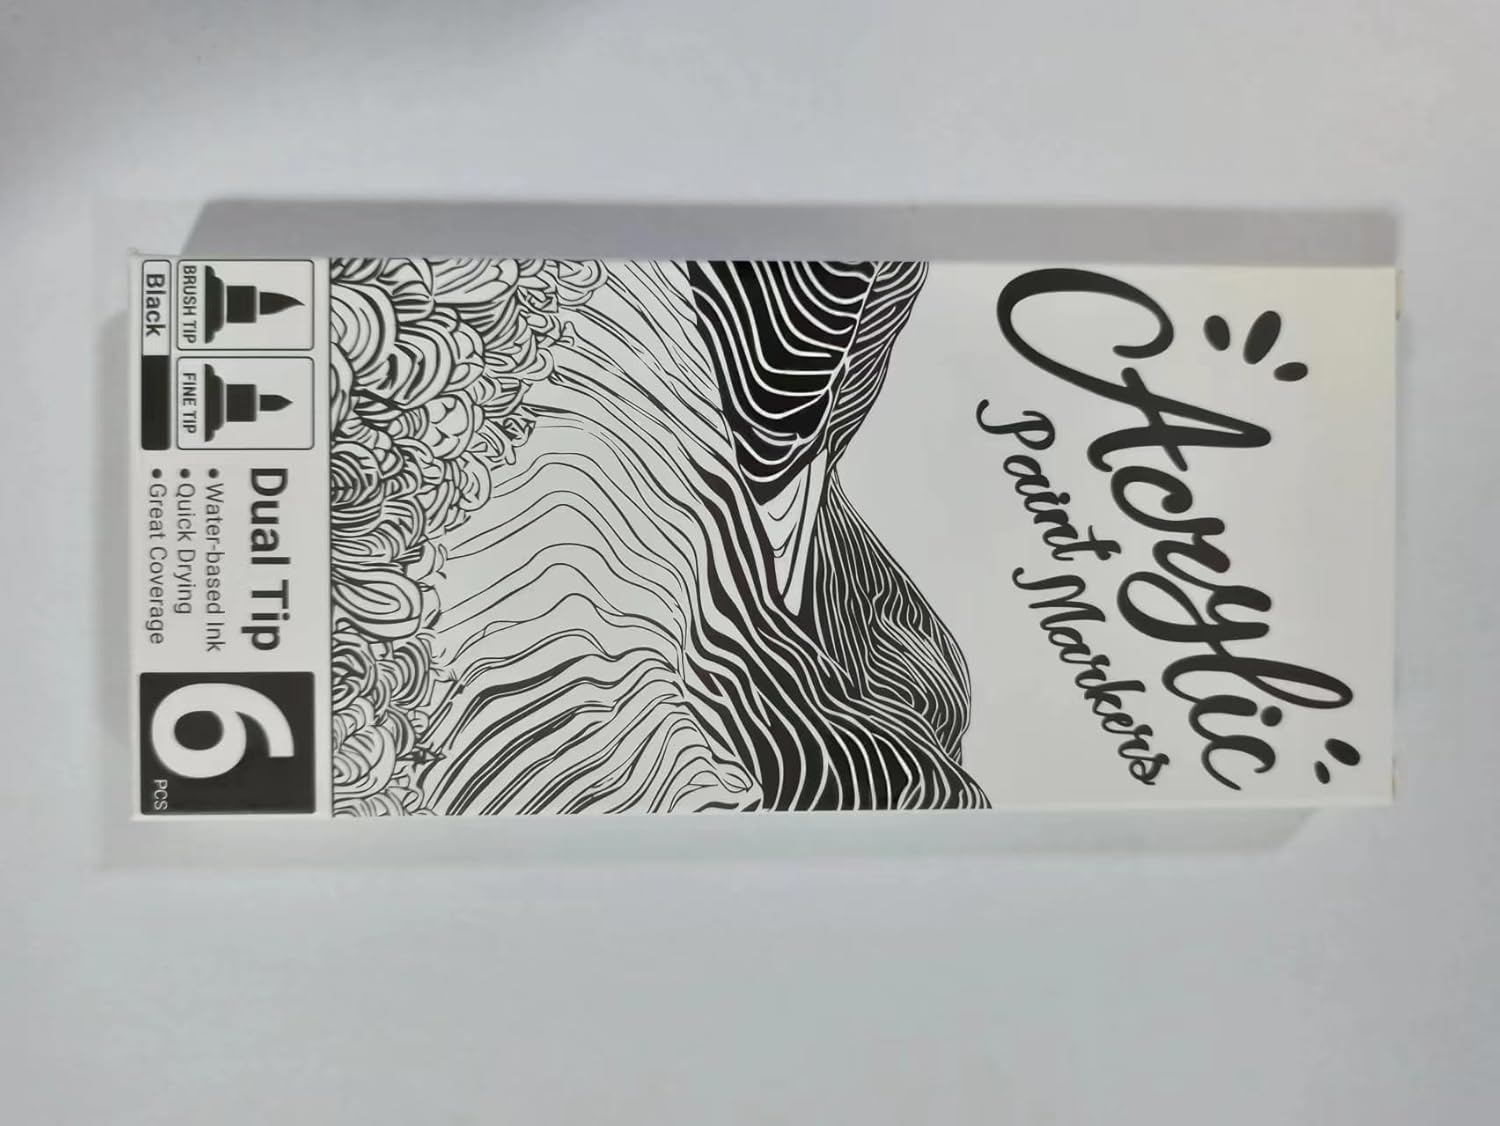 Acrylic
Paint Markers
BRUSH TIP
FINE TIP
Black
Dual Tip
• Water-based Ink
• Quick Drying
• Great Coverage
6 PCS